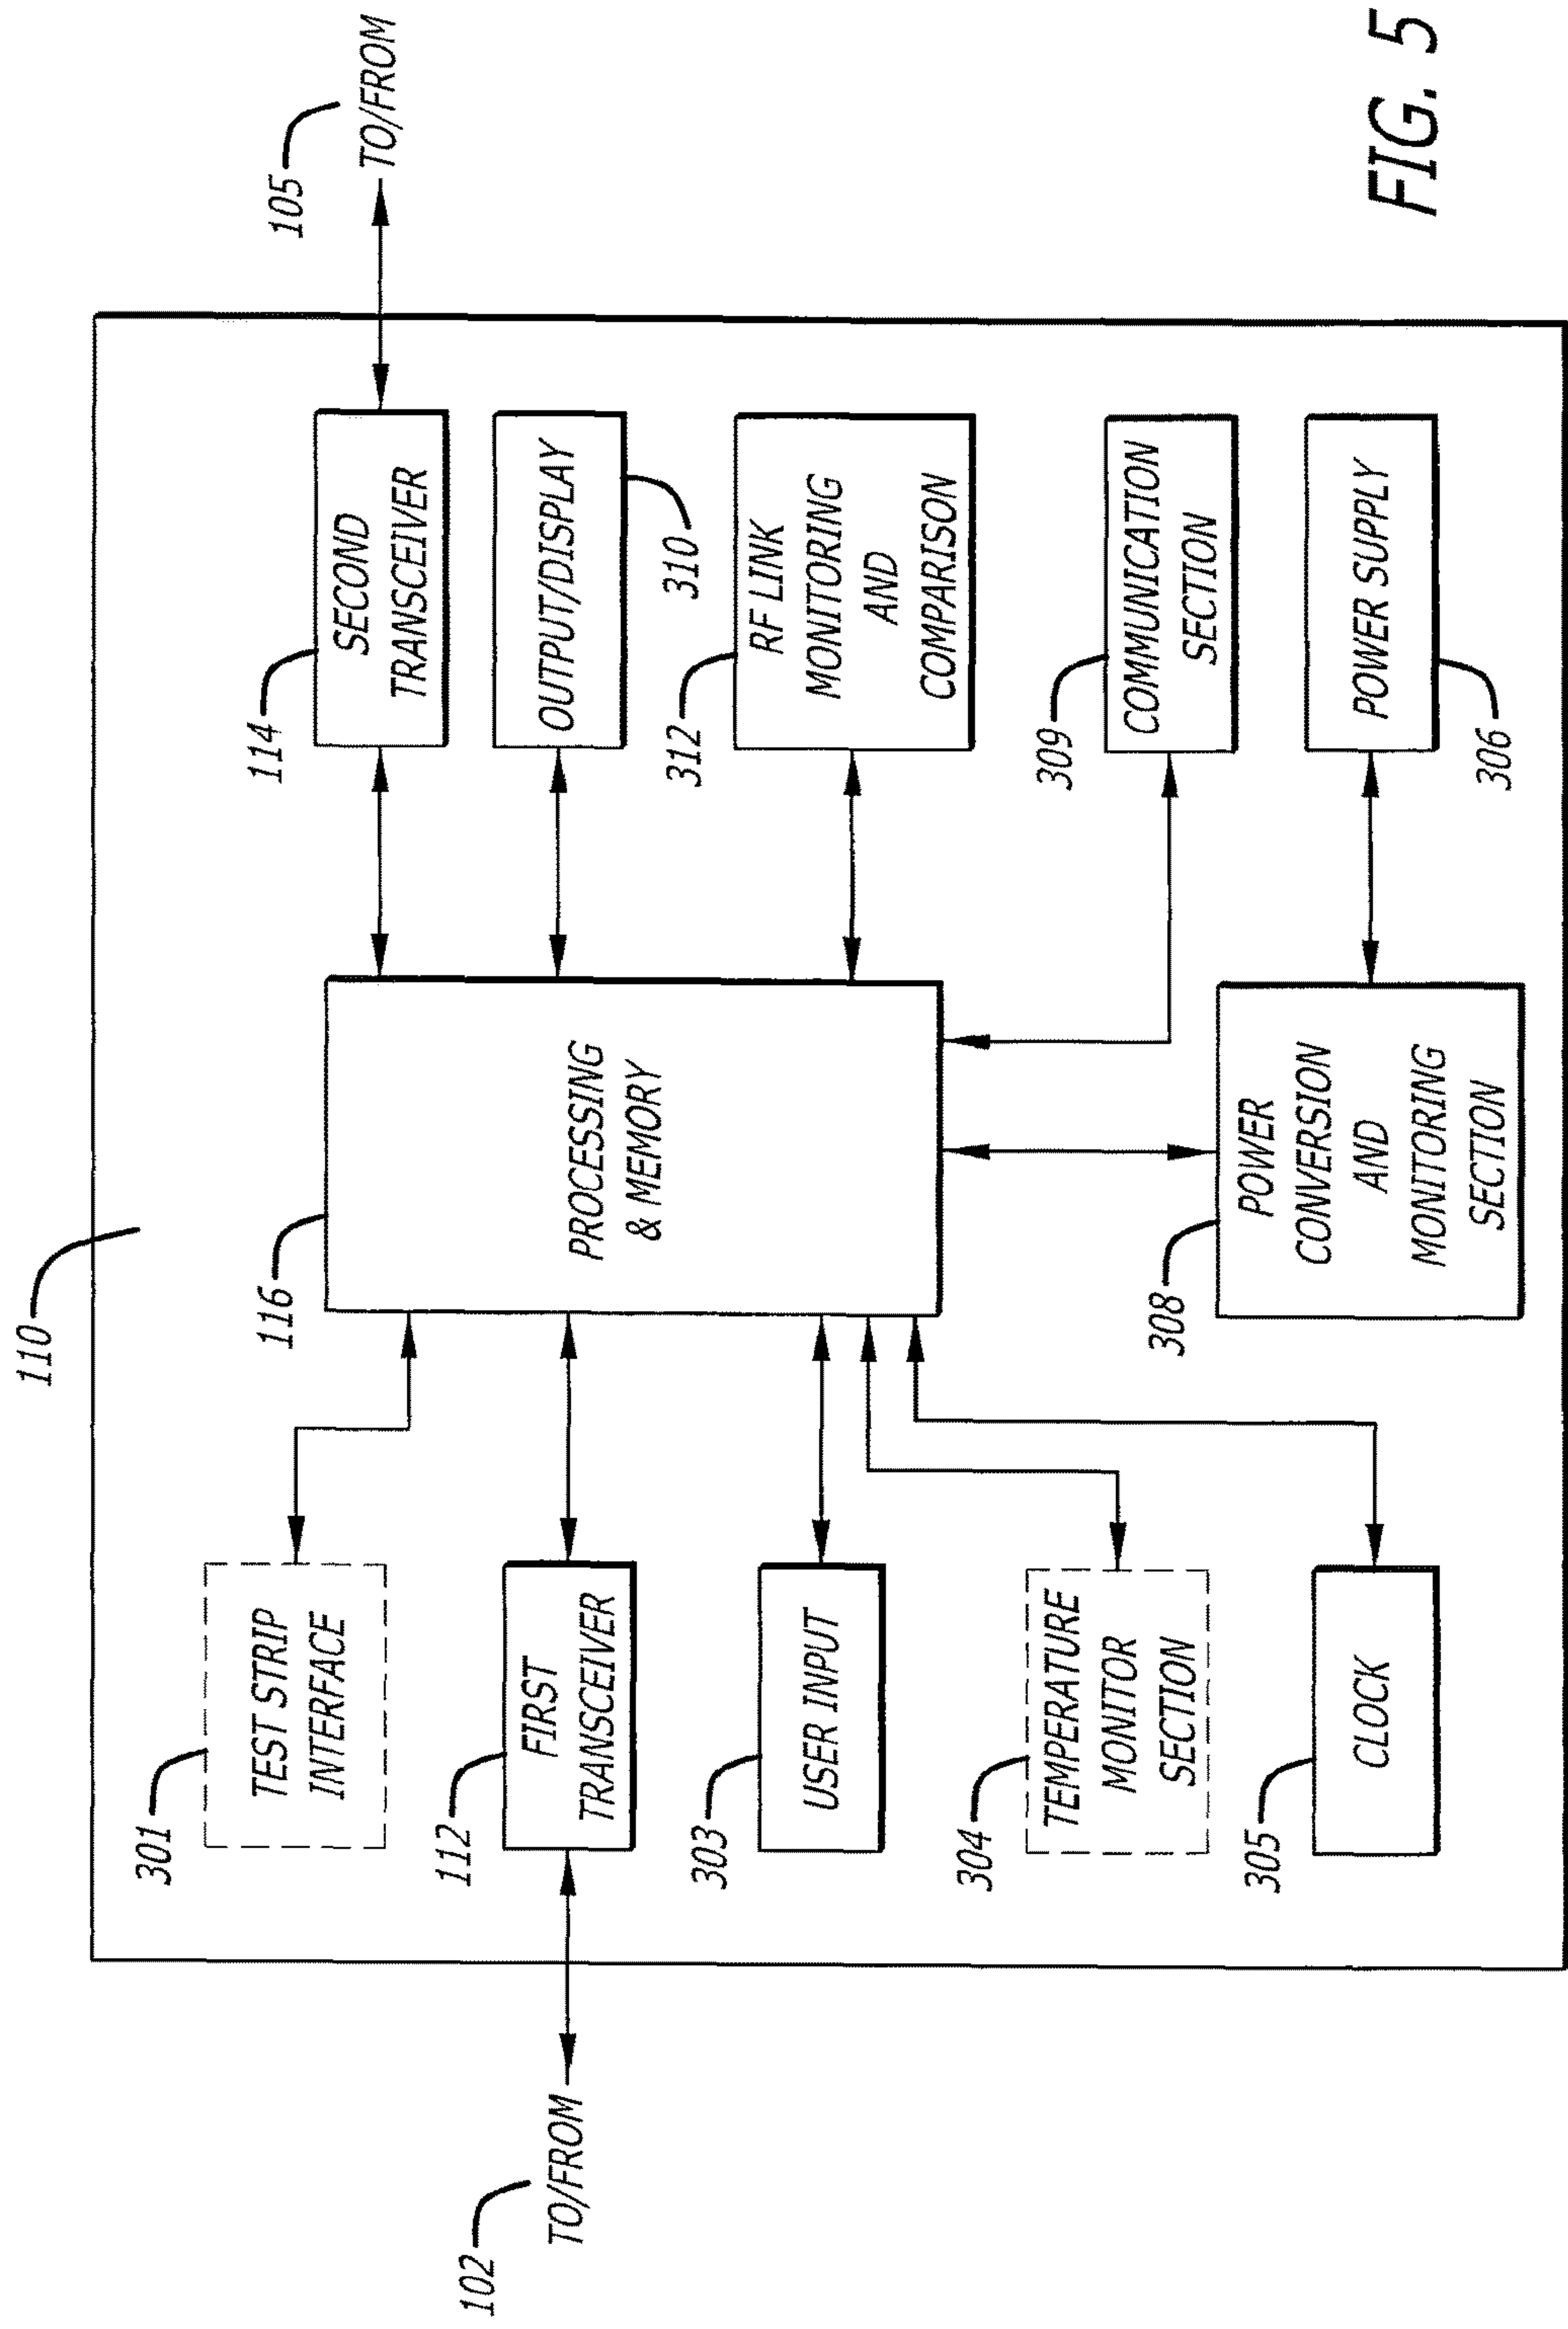 110
301
TEST STRIP
INTERFACE
116
PROCESSING
& MEMORY
114
SECOND
TRANSCEIVER
105
TO/FROM
102
TO/FROM
112
FIRST
TRANSCEIVER
OUTPUT/DISPLAY
310
303
USER INPUT
312
RF LINK
MONITORING
AND
COMPARISON
304
TEMPERATURE
MONITOR
SECTION
309
COMMUNICATION
SECTION
305
CLOCK
308
POWER
CONVERSION
AND
MONITORING
SECTION
POWER SUPPLY
306
FIG. 5